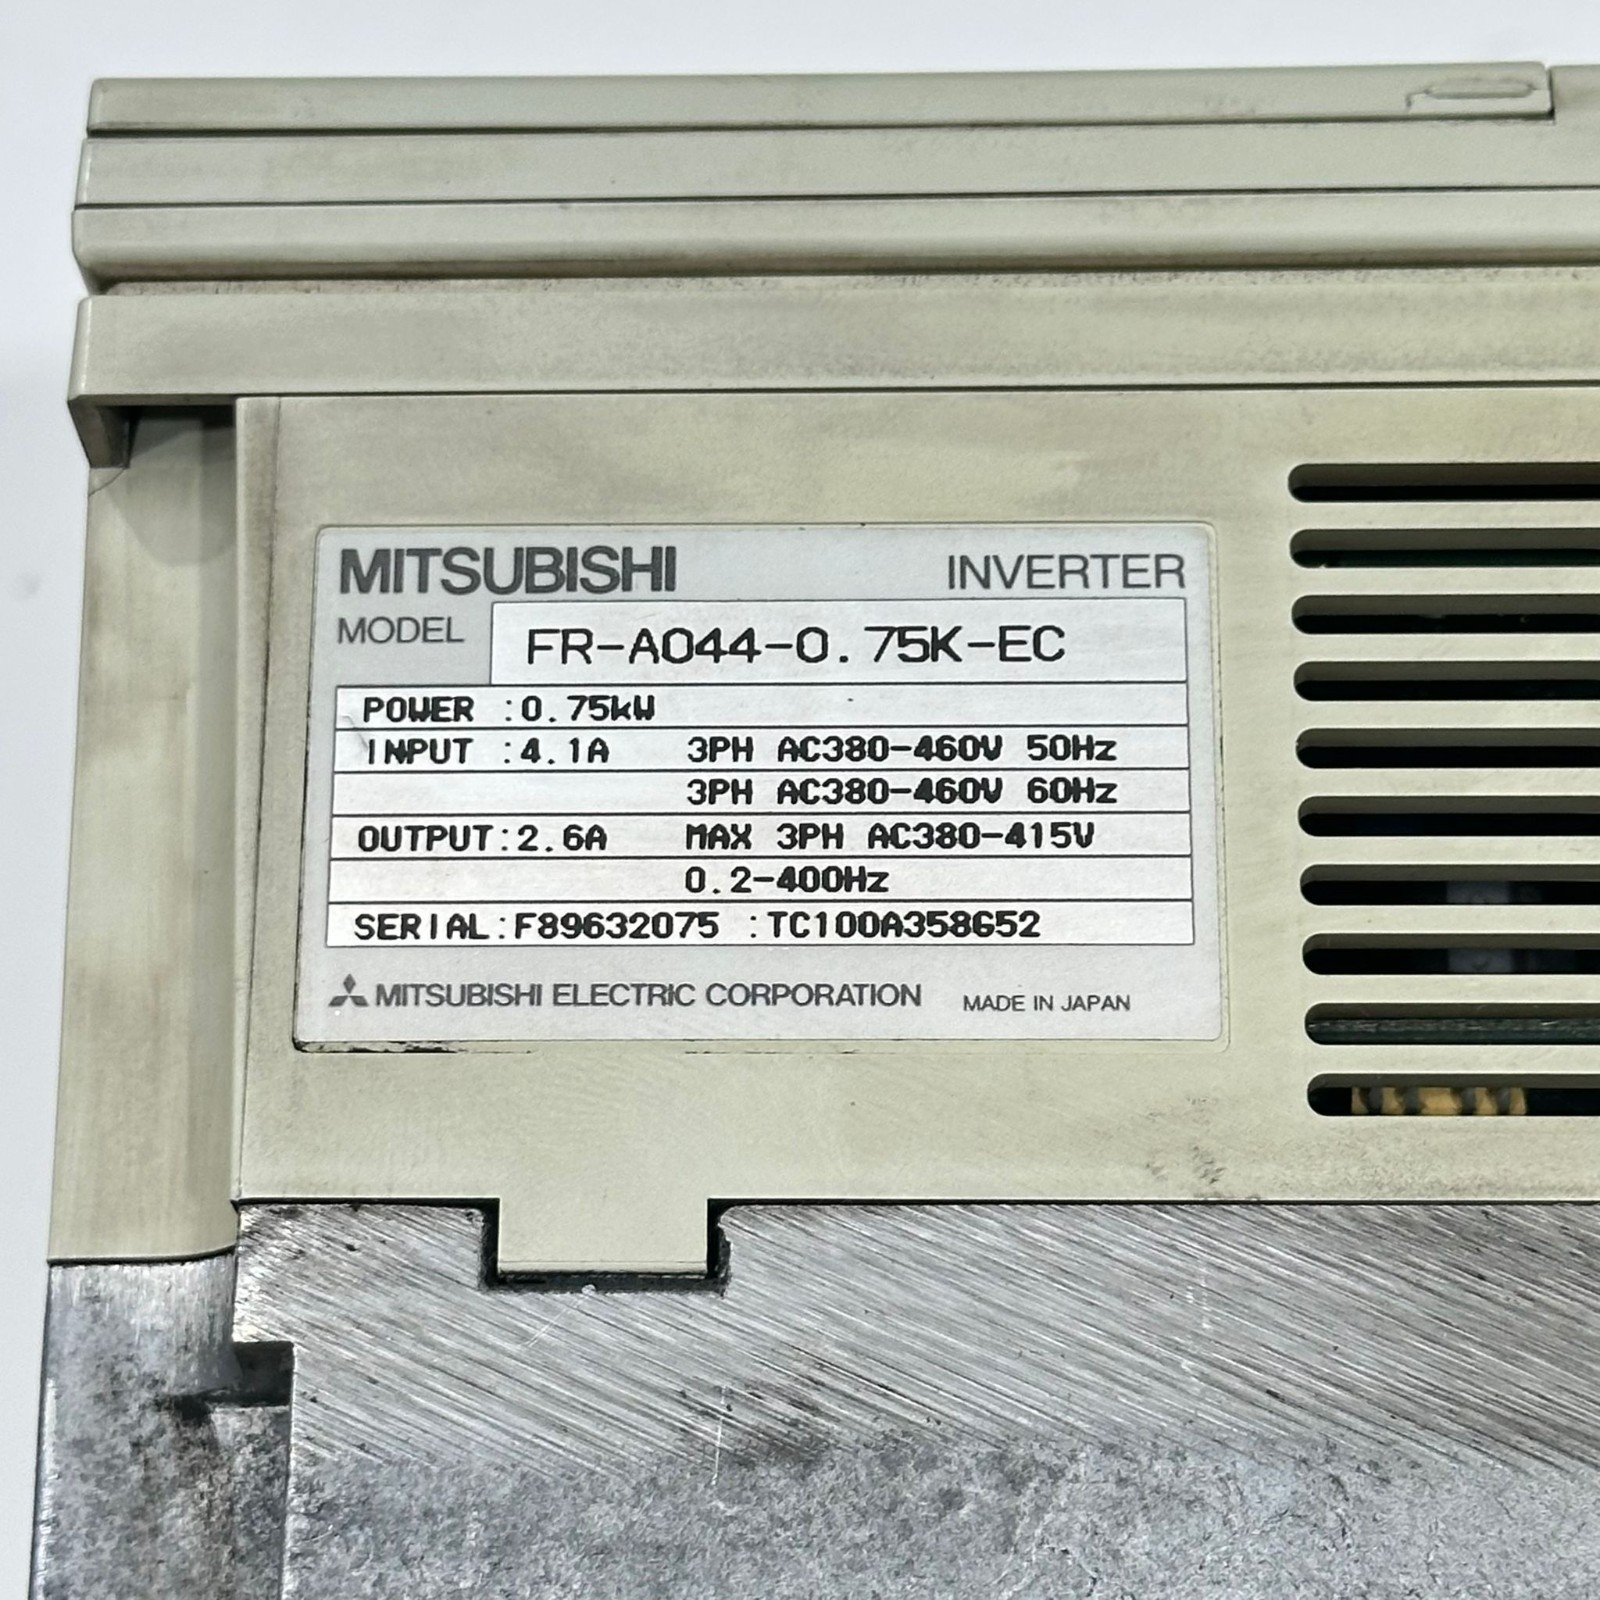 MITSUBISHI INVERTER
MODEL FR-A044-0.75K-EC
POWER :0.75kW
INPUT :4.1A 3PH AC380-460V 50Hz
3PH AC380-460V 60Hz
OUTPUT:2.6A MAX 3PH AC380-415V
0.2-400Hz
SERIAL:F89632075 :TC100A358G52
MITSUBISHI ELECTRIC CORPORATION MADE IN JAPAN